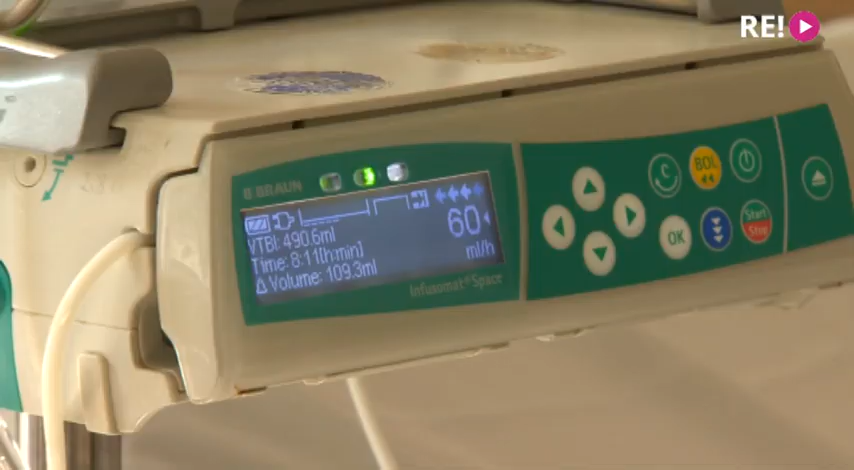 RE!
B BRAUN
VTBI: 490.6ml
Time: 8:11[h:min]
Δ Volume: 109.3ml
60
ml/h
Infusomat® Space
C
BOL
OK
Start
Stop